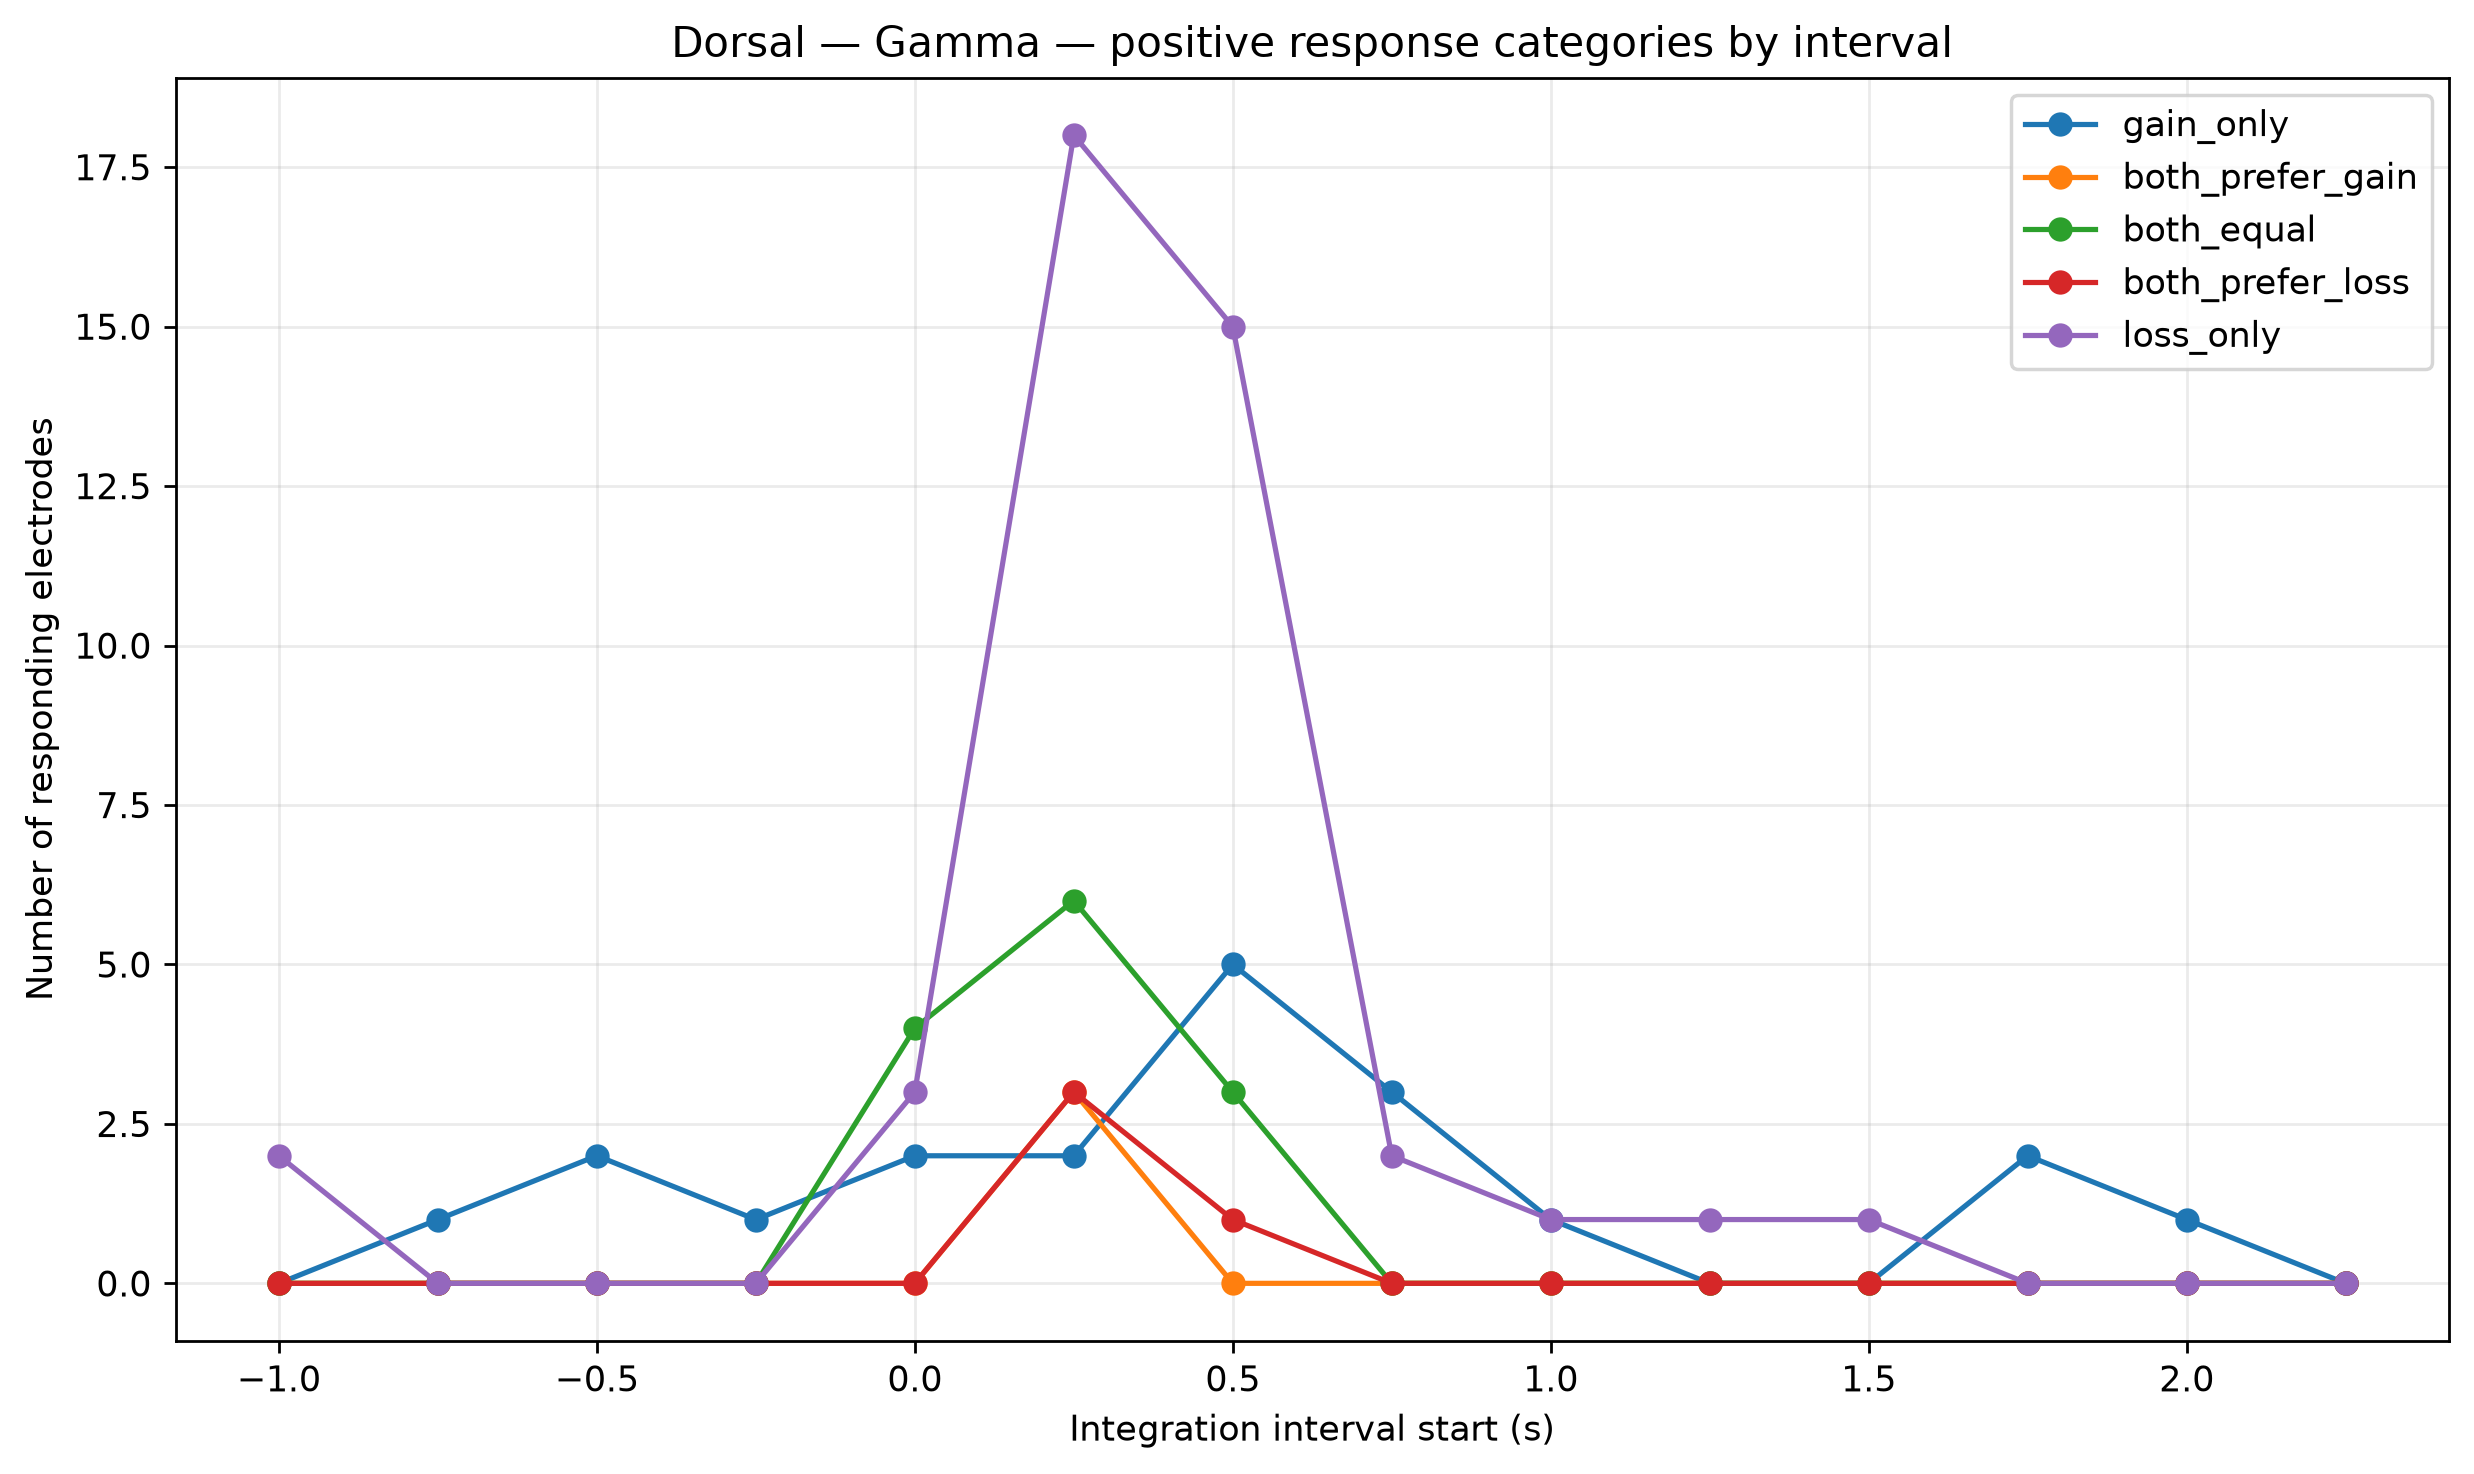 Dorsal — Gamma — positive response categories by interval
gain_only
both_prefer_gain
both_equal
both_prefer_loss
loss_only
Number of responding electrodes
17.5
15.0
12.5
10.0
7.5
5.0
2.5
0.0
−1.0 −0.5 0.0 0.5 1.0 1.5 2.0
Integration interval start (s)